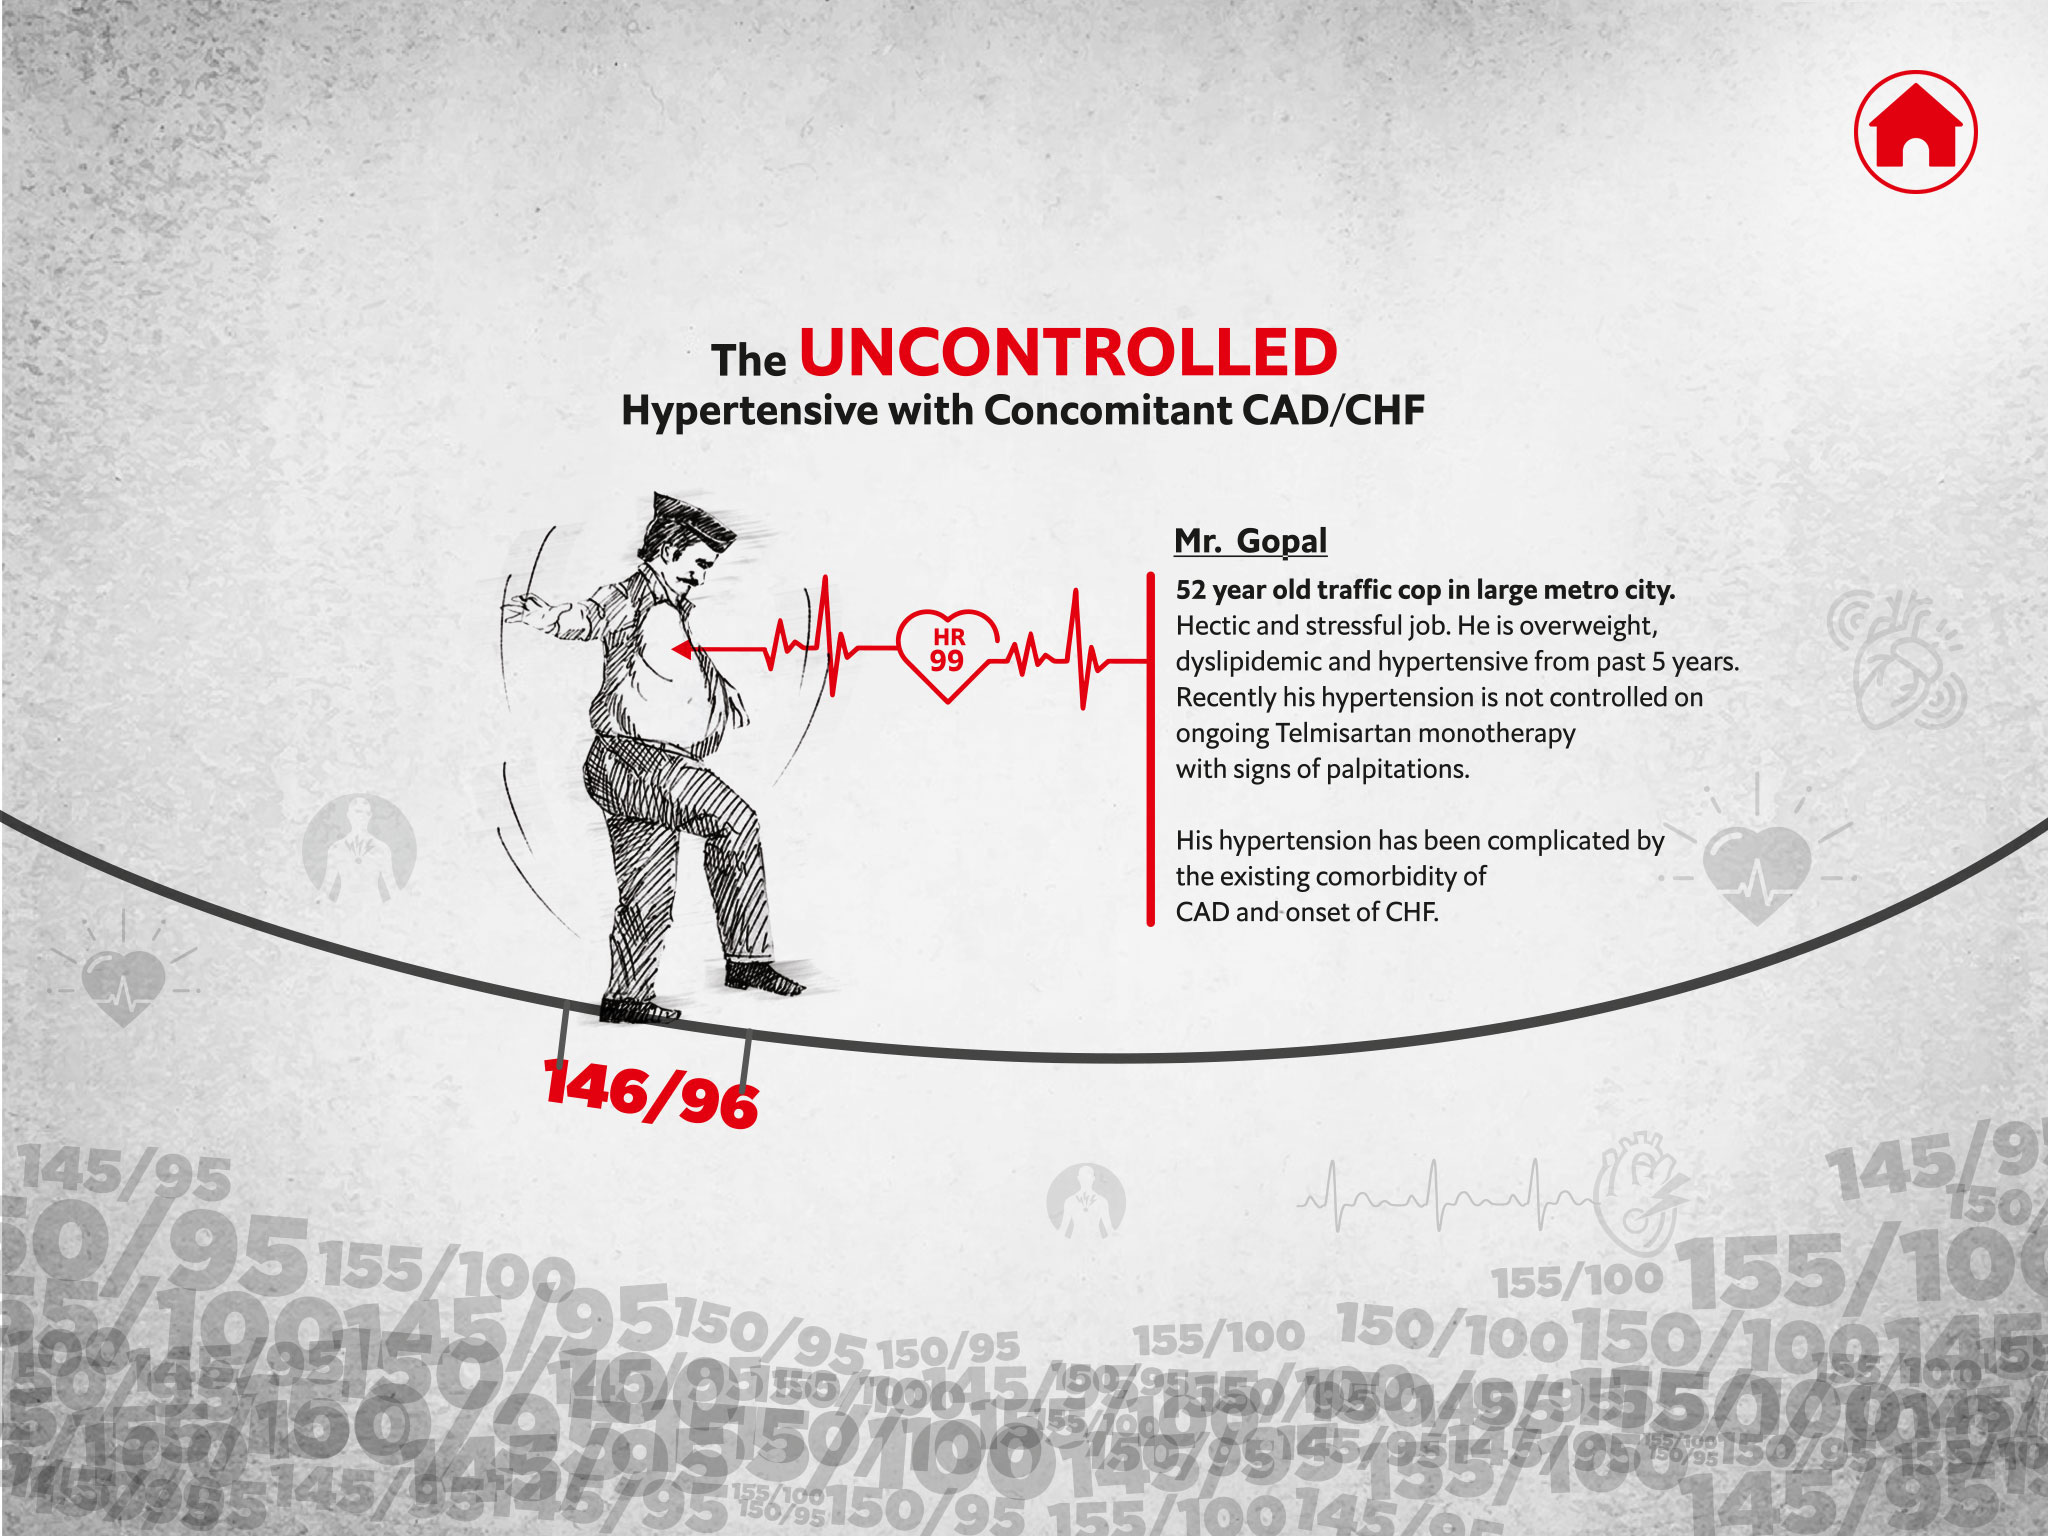 The UNCONTROLLED
Hypertensive with Concomitant CAD/CHF
Mr. Gopal
52 year old traffic cop in large metro city.
Hectic and stressful job. He is overweight,
dyslipidemic and hypertensive from past 5 years.
Recently his hypertension is not controlled on
ongoing Telmisartan monotherapy
with signs of palpitations.
His hypertension has been complicated by
the existing comorbidity of
CAD and onset of CHF.
HR
99
146/96
145/95
155/100
150/95
150/95
155/100
150/100
155/100
155/100
145/95